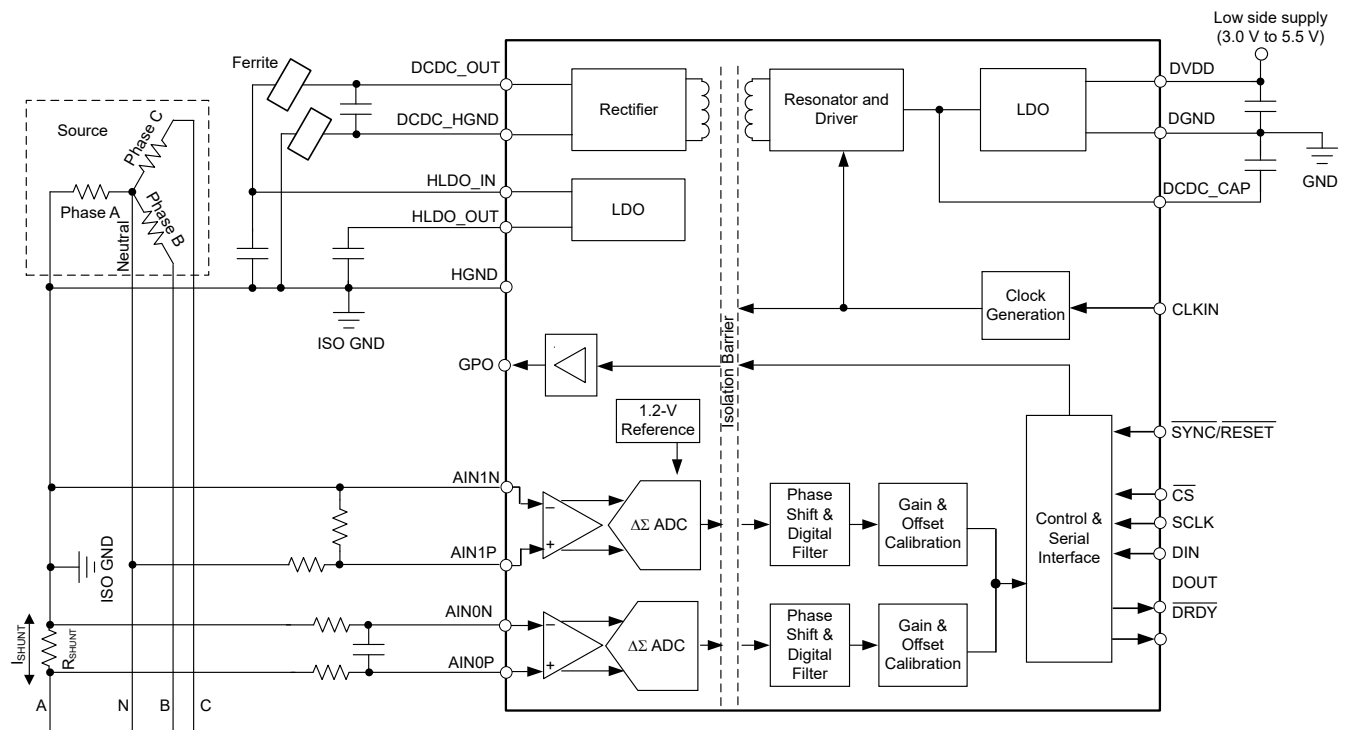 Low side supply
(3.0 V to 5.5 V)
Ferrite
DCDC_OUT
DVDD
Rectifier
Resonator and
Driver
LDO
Source
Phase C
DCDC_HGND
DGND
HLDO_IN
GND
Phase A
Phase B
Neutral
HLDO_OUT
LDO
DCDC_CAP
HGND
Clock
Generation
CLKIN
ISO GND
Isolation Barrier
GPO
1.2-V
Reference
SYNC/RESET
AIN1N
Phase
Shift &
Digital
Filter
Gain &
Offset
Calibration
CS
−
ΔΣ ADC
+
Control &
Serial
Interface
SCLK
DIN
AIN1P
ISO GND
DOUT
DRDY
AIN0N
Phase
Shift &
Digital
Filter
Gain &
Offset
Calibration
−
ΔΣ ADC
+
ISHUNT
RSHUNT
AIN0P
A
N
B
C